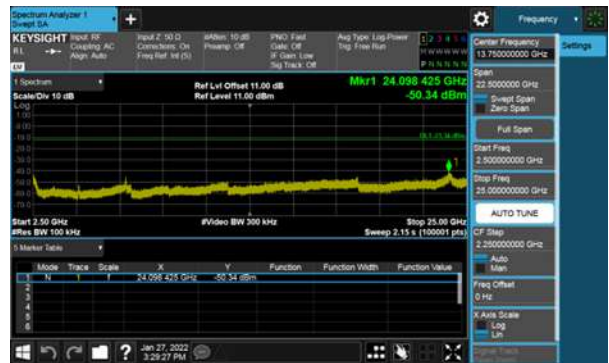 Spectrum Analyzer 1
Swept SA
+
Frequency
KEYSIGHT
Input: RF
Coupling: AC
Align: Auto
Input Z: 50 Ω
Corrections: On
Freq Ref: Int (S)
#Atten: 10 dB
Preamp: Off
PNO: Fast
Gate: Off
IF Gain: Low
Sig Track: Off
Avg Type: Log-Power
Trig: Free Run
1 Spectrum
Scale/Div 10 dB
Ref Lvl Offset 11.00 dB
Ref Level 11.00 dBm
Mkr1 24.098 425 GHz
-50.34 dBm
Log
Start 2.50 GHz
#Res BW 100 kHz
#Video BW 300 kHz
Stop 25.00 GHz
Sweep 2.15 s (100001 pts)
5 Marker Table
Mode Trace Scale X Y Function Function Width Function Value
1 N 1 f 24.098 425 GHz -50.34 dBm
2
3
4
5
6
Center Frequency
13.750000000 GHz
Settings
Span
22.5000000 GHz
Swept Span
Zero Span
Full Span
Start Freq
2.500000000 GHz
Stop Freq
25.000000000 GHz
AUTO TUNE
CF Step
2.250000000 GHz
Auto
Man
Freq Offset
0 Hz
X Axis Scale
Log
Lin
Signal Track
Jan 27, 2022
3:29:27 PM